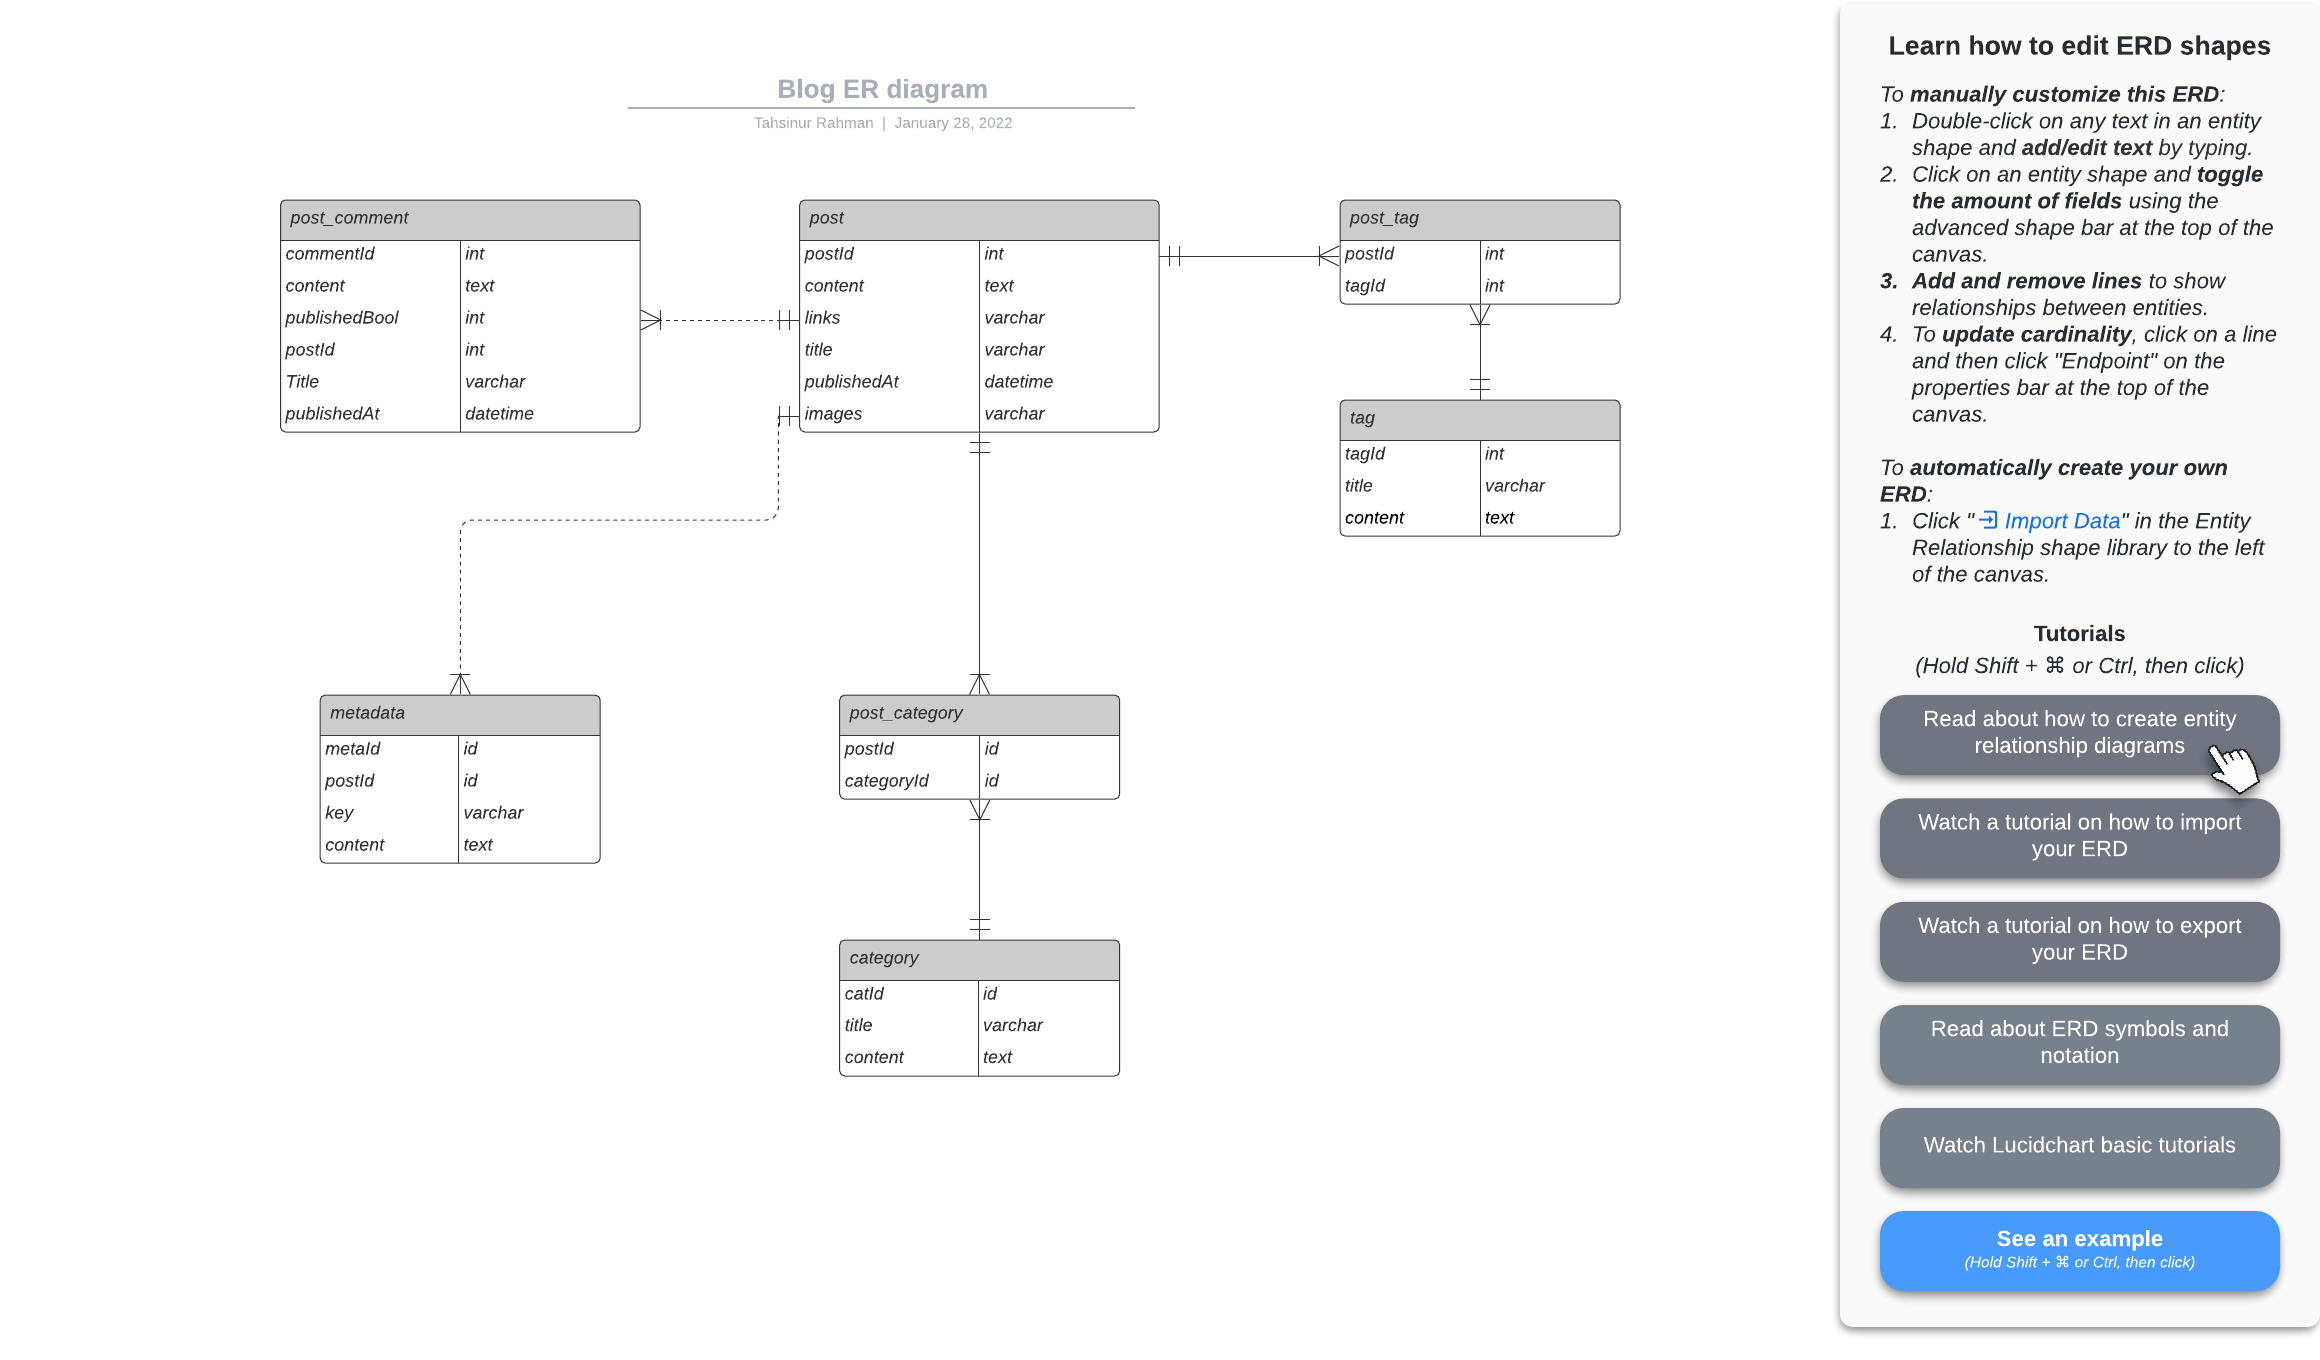 Blog ER diagram
Tahsinur Rahman | January 28, 2022
post_comment
commentId int
content text
publishedBool int
postId int
Title varchar
publishedAt datetime
post
postId int
content text
links varchar
title varchar
publishedAt datetime
images varchar
post_tag
postId int
tagId int
tag
tagId int
title varchar
content text
metadata
metaId id
postId id
key varchar
content text
post_category
postId id
categoryId id
category
catId id
title varchar
content text
Learn how to edit ERD shapes
To manually customize this ERD:
1. Double-click on any text in an entity
shape and add/edit text by typing.
2. Click on an entity shape and toggle
the amount of fields using the
advanced shape bar at the top of the
canvas.
3. Add and remove lines to show
relationships between entities.
4. To update cardinality, click on a line
and then click "Endpoint" on the
properties bar at the top of the
canvas.
To automatically create your own
ERD:
1. Click " Import Data" in the Entity
Relationship shape library to the left
of the canvas.
Tutorials
(Hold Shift + ⌘ or Ctrl, then click)
Read about how to create entity
relationship diagrams
Watch a tutorial on how to import
your ERD
Watch a tutorial on how to export
your ERD
Read about ERD symbols and
notation
Watch Lucidchart basic tutorials
See an example
(Hold Shift + ⌘ or Ctrl, then click)